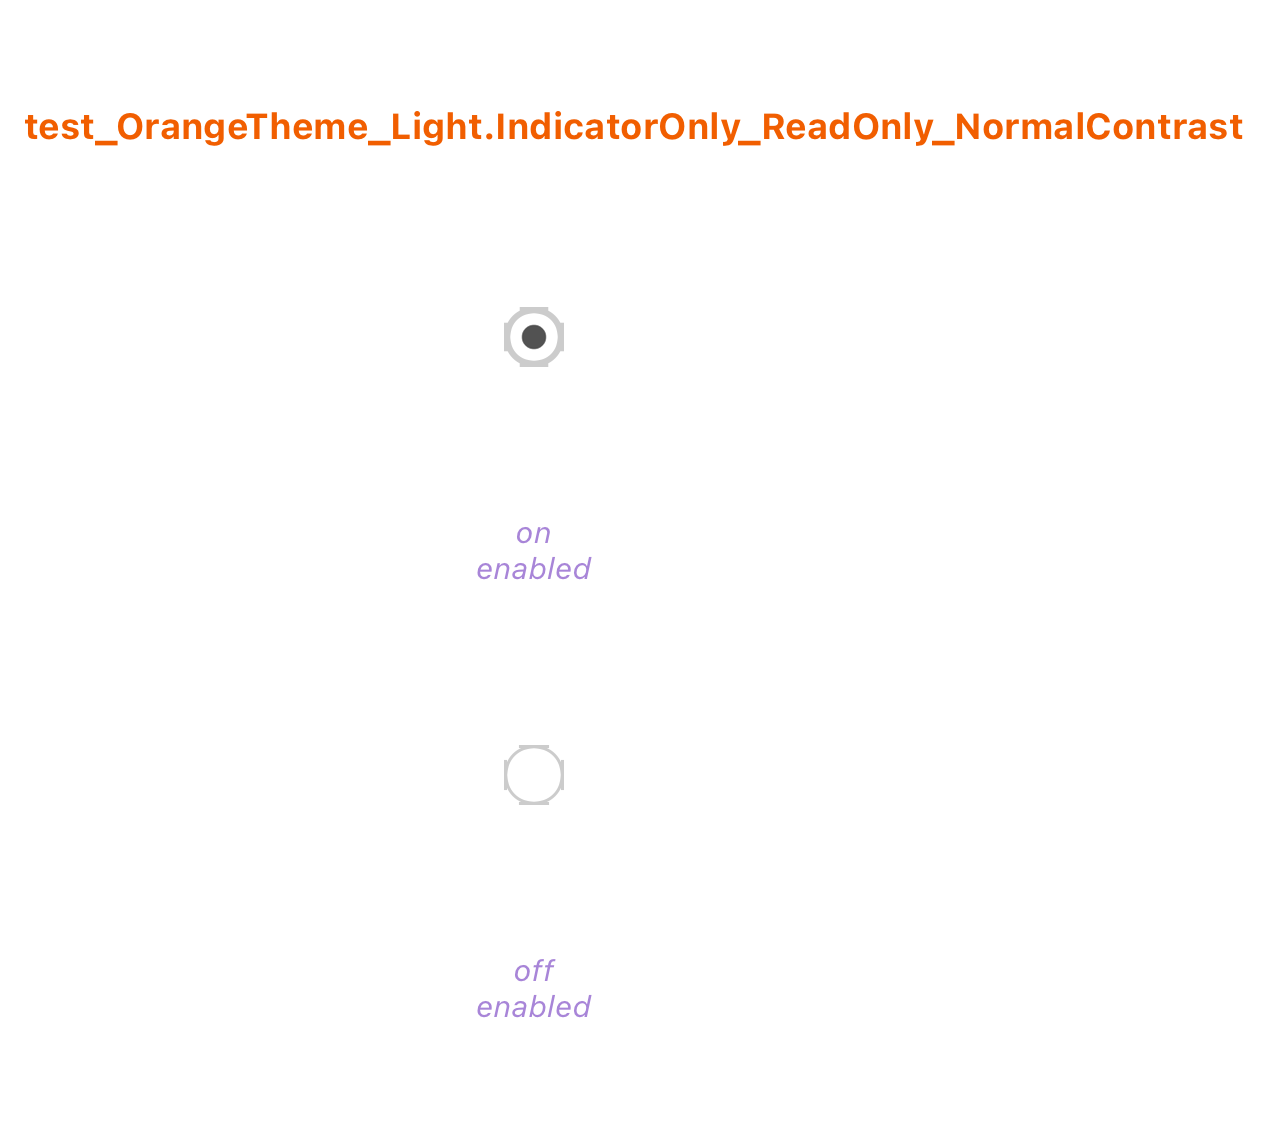 test_OrangeTheme_Light.IndicatorOnly_ReadOnly_NormalContrast
on
enabled
off
enabled